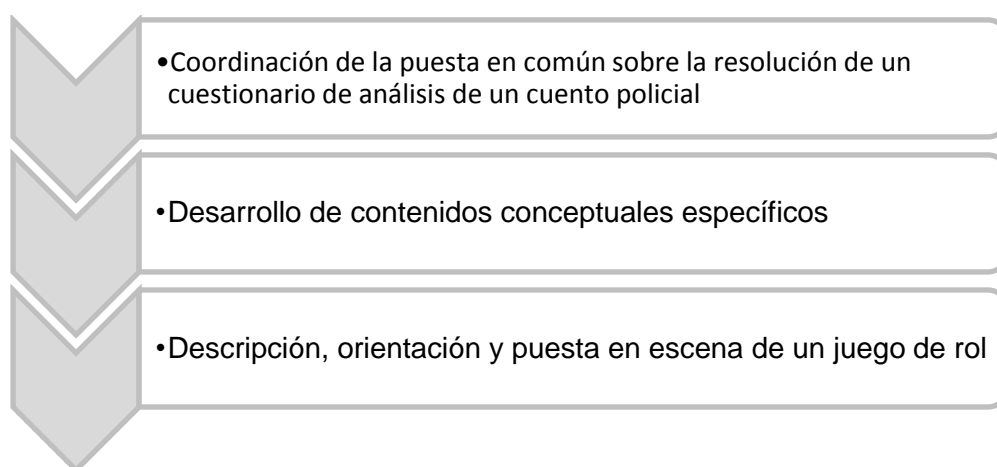 •Coordinación de la puesta en común sobre la resolución de un
cuestionario de análisis de un cuento policial
•Desarrollo de contenidos conceptuales específicos
•Descripción, orientación y puesta en escena de un juego de rol